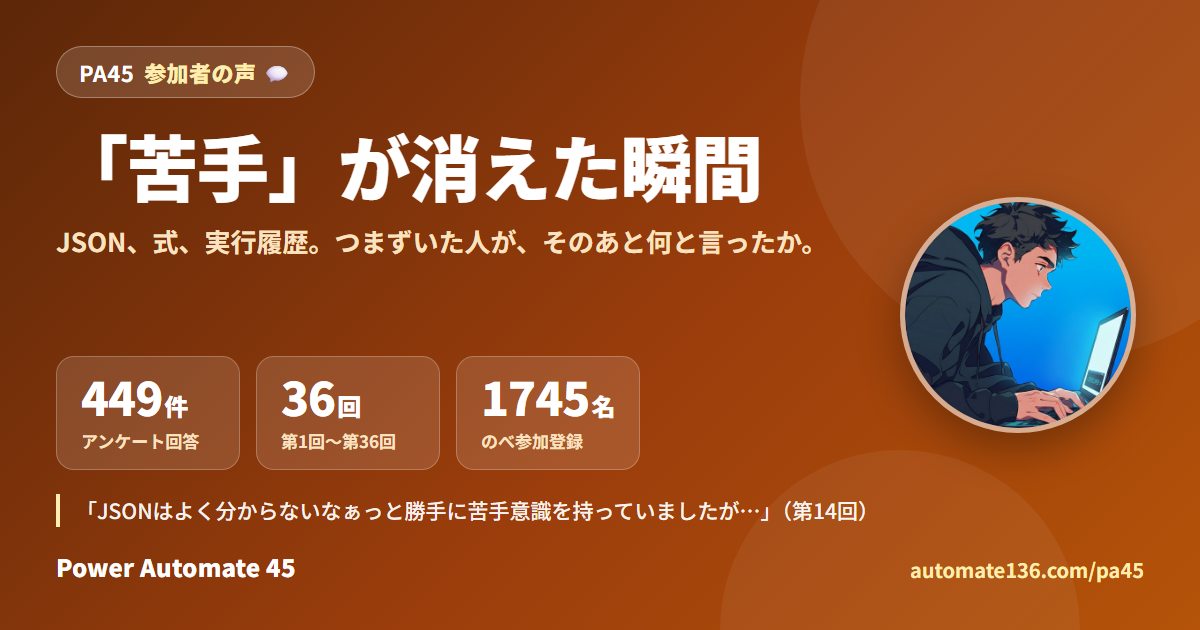 PA45 参加者の声
「苦手」が消えた瞬間
JSON、式、実行履歴。つまずいた人が、そのあと何と言ったか。
449件
アンケート回答
36回
第1回〜第36回
1745名
のべ参加登録
「JSONはよく分からないなぁっと勝手に苦手意識を持っていましたが…」（第14回）
Power Automate 45
automate136.com/pa45